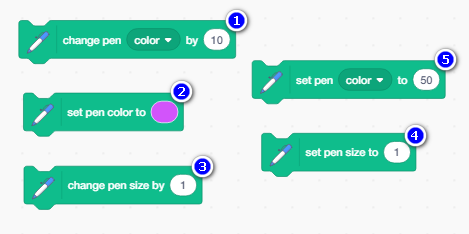 1
change pen color by 10
2
set pen color to
3
change pen size by 1
5
set pen color to 50
4
set pen size to 1